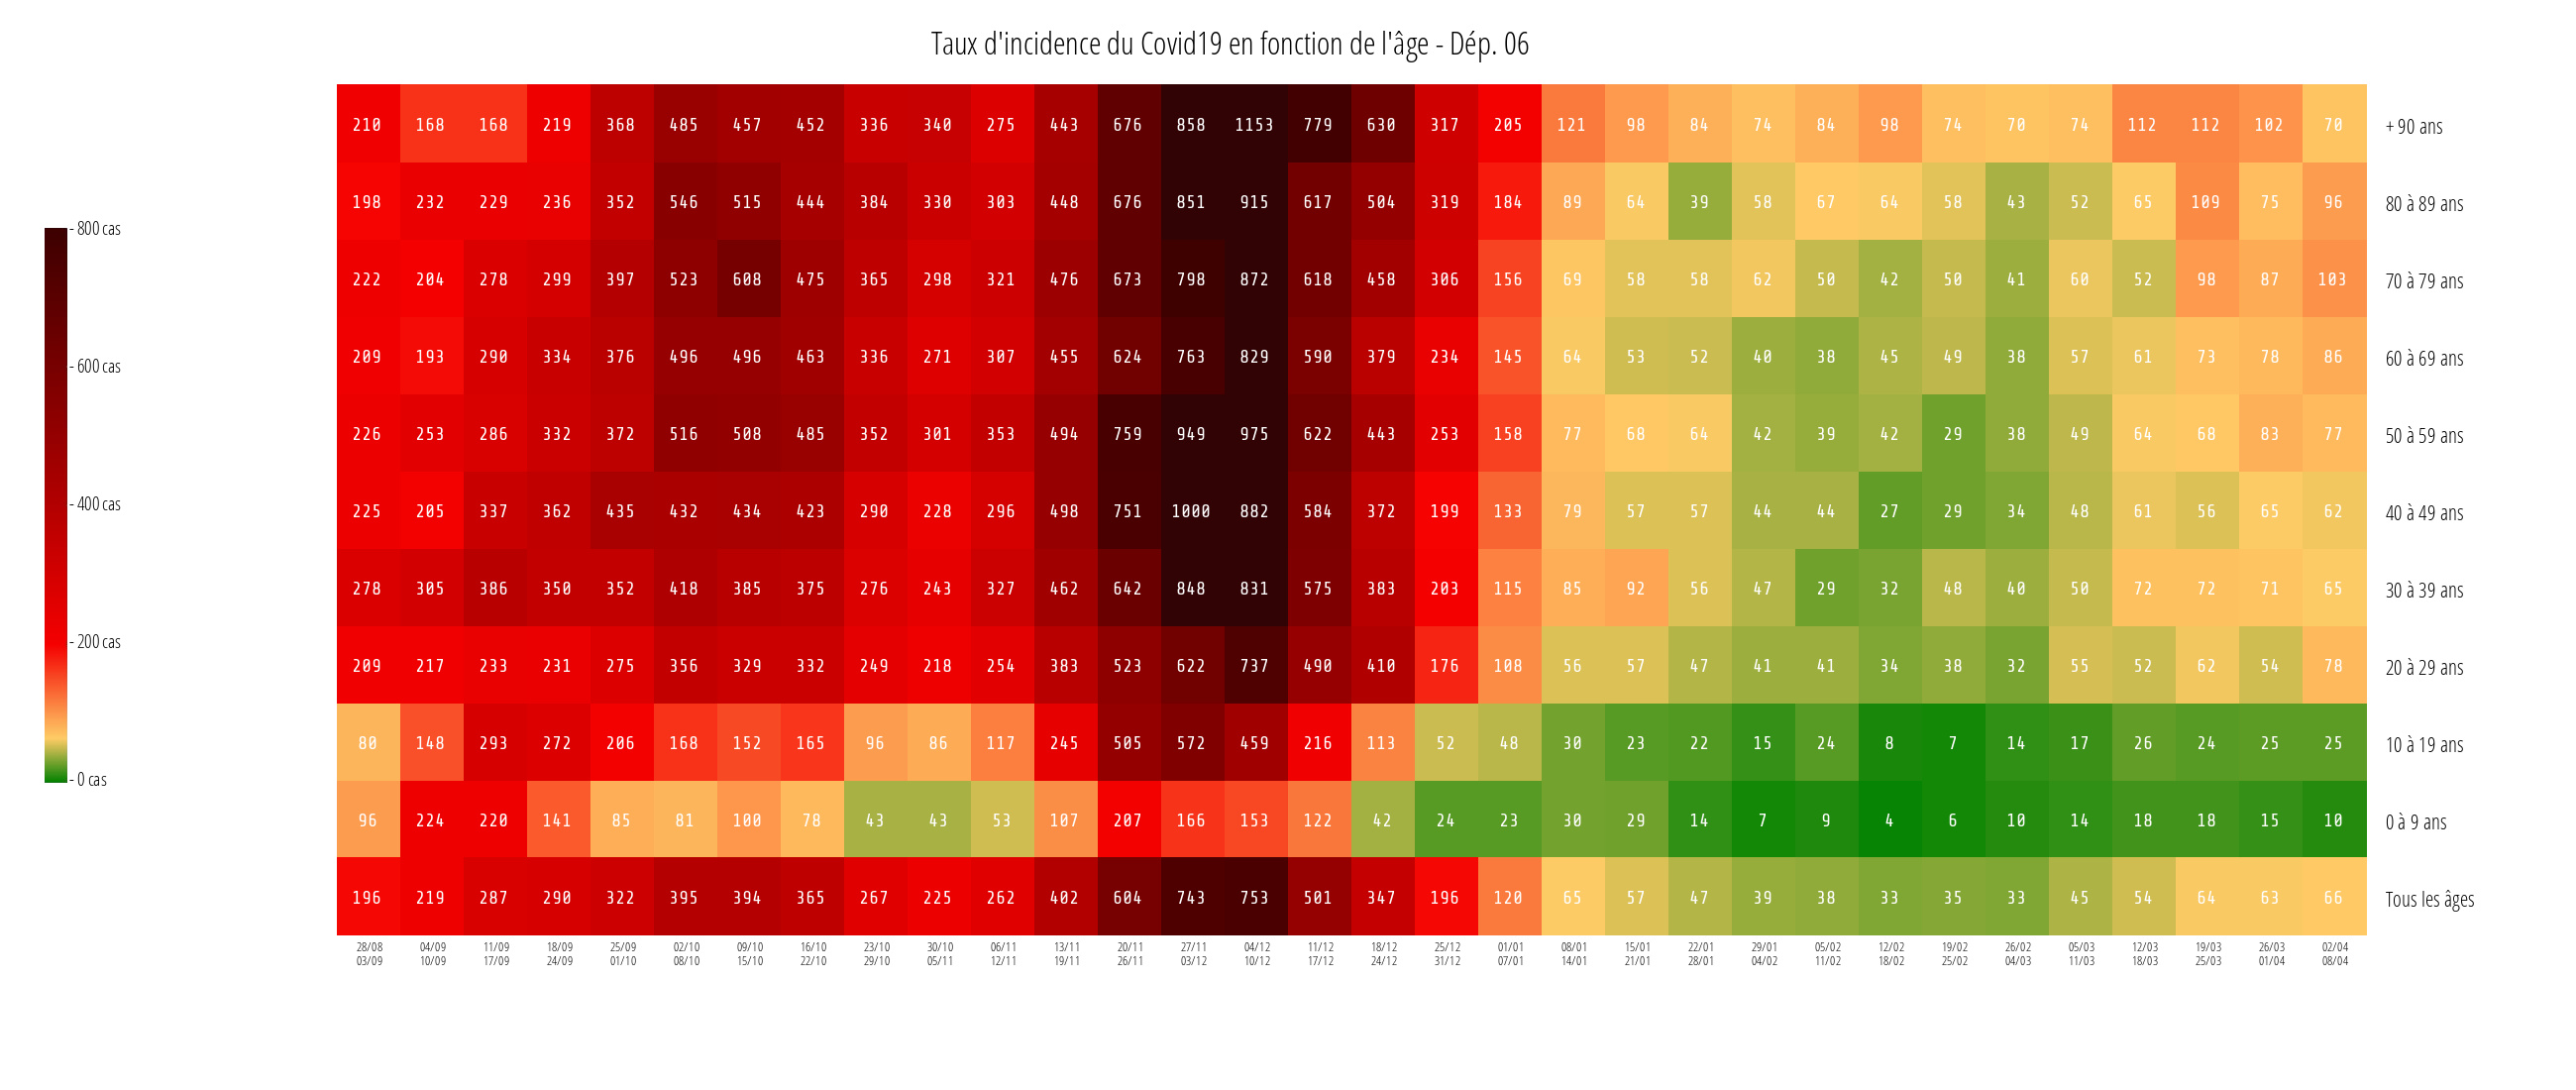 Taux d'incidence du Covid19 en fonction de l'âge - Dép. 06
210 168 168 219 368 485 457 452 336 340 275 443 676 858 1153 779 630 317 205 121 98 84 74 84 98 74 70 74 112 112 102 70 + 90 ans
198 232 229 236 352 546 515 444 384 330 303 448 676 851 915 617 504 319 184 89 64 39 58 67 64 58 43 52 65 109 75 96 80 à 89 ans
- 800 cas
222 204 278 299 397 523 608 475 365 298 321 476 673 798 872 618 458 306 156 69 58 58 62 50 42 50 41 60 52 98 87 103 70 à 79 ans
209 193 290 334 376 496 496 463 336 271 307 455 624 763 829 590 379 234 145 64 53 52 40 38 45 49 38 57 61 73 78 86 60 à 69 ans
- 600 cas
226 253 286 332 372 516 508 485 352 301 353 494 759 949 975 622 443 253 158 77 68 64 42 39 42 29 38 49 64 68 83 77 50 à 59 ans
- 400 cas
225 205 337 362 435 432 434 423 290 228 296 498 751 1000 882 584 372 199 133 79 57 57 44 44 27 29 34 48 61 56 65 62 40 à 49 ans
278 305 386 350 352 418 385 375 276 243 327 462 642 848 831 575 383 203 115 85 92 56 47 29 32 48 40 50 72 72 71 65 30 à 39 ans
- 200 cas
209 217 233 231 275 356 329 332 249 218 254 383 523 622 737 490 410 176 108 56 57 47 41 41 34 38 32 55 52 62 54 78 20 à 29 ans
80 148 293 272 206 168 152 165 96 86 117 245 505 572 459 216 113 52 48 30 23 22 15 24 8 7 14 17 26 24 25 25 10 à 19 ans
- 0 cas
96 224 220 141 85 81 100 78 43 43 53 107 207 166 153 122 42 24 23 30 29 14 7 9 4 6 10 14 18 18 15 10 0 à 9 ans
196 219 287 290 322 395 394 365 267 225 262 402 604 743 753 501 347 196 120 65 57 47 39 38 33 35 33 45 54 64 63 66 Tous les âges
28/08 04/09 11/09 18/09 25/09 02/10 09/10 16/10 23/10 30/10 06/11 13/11 20/11 27/11 04/12 11/12 18/12 25/12 01/01 08/01 15/01 22/01 29/01 05/02 12/02 19/02 26/02 05/03 12/03 19/03 26/03 02/04
03/09 10/09 17/09 24/09 01/10 08/10 15/10 22/10 29/10 05/11 12/11 19/11 26/11 03/12 10/12 17/12 24/12 31/12 07/01 14/01 21/01 28/01 04/02 11/02 18/02 25/02 04/03 11/03 18/03 25/03 01/04 08/04